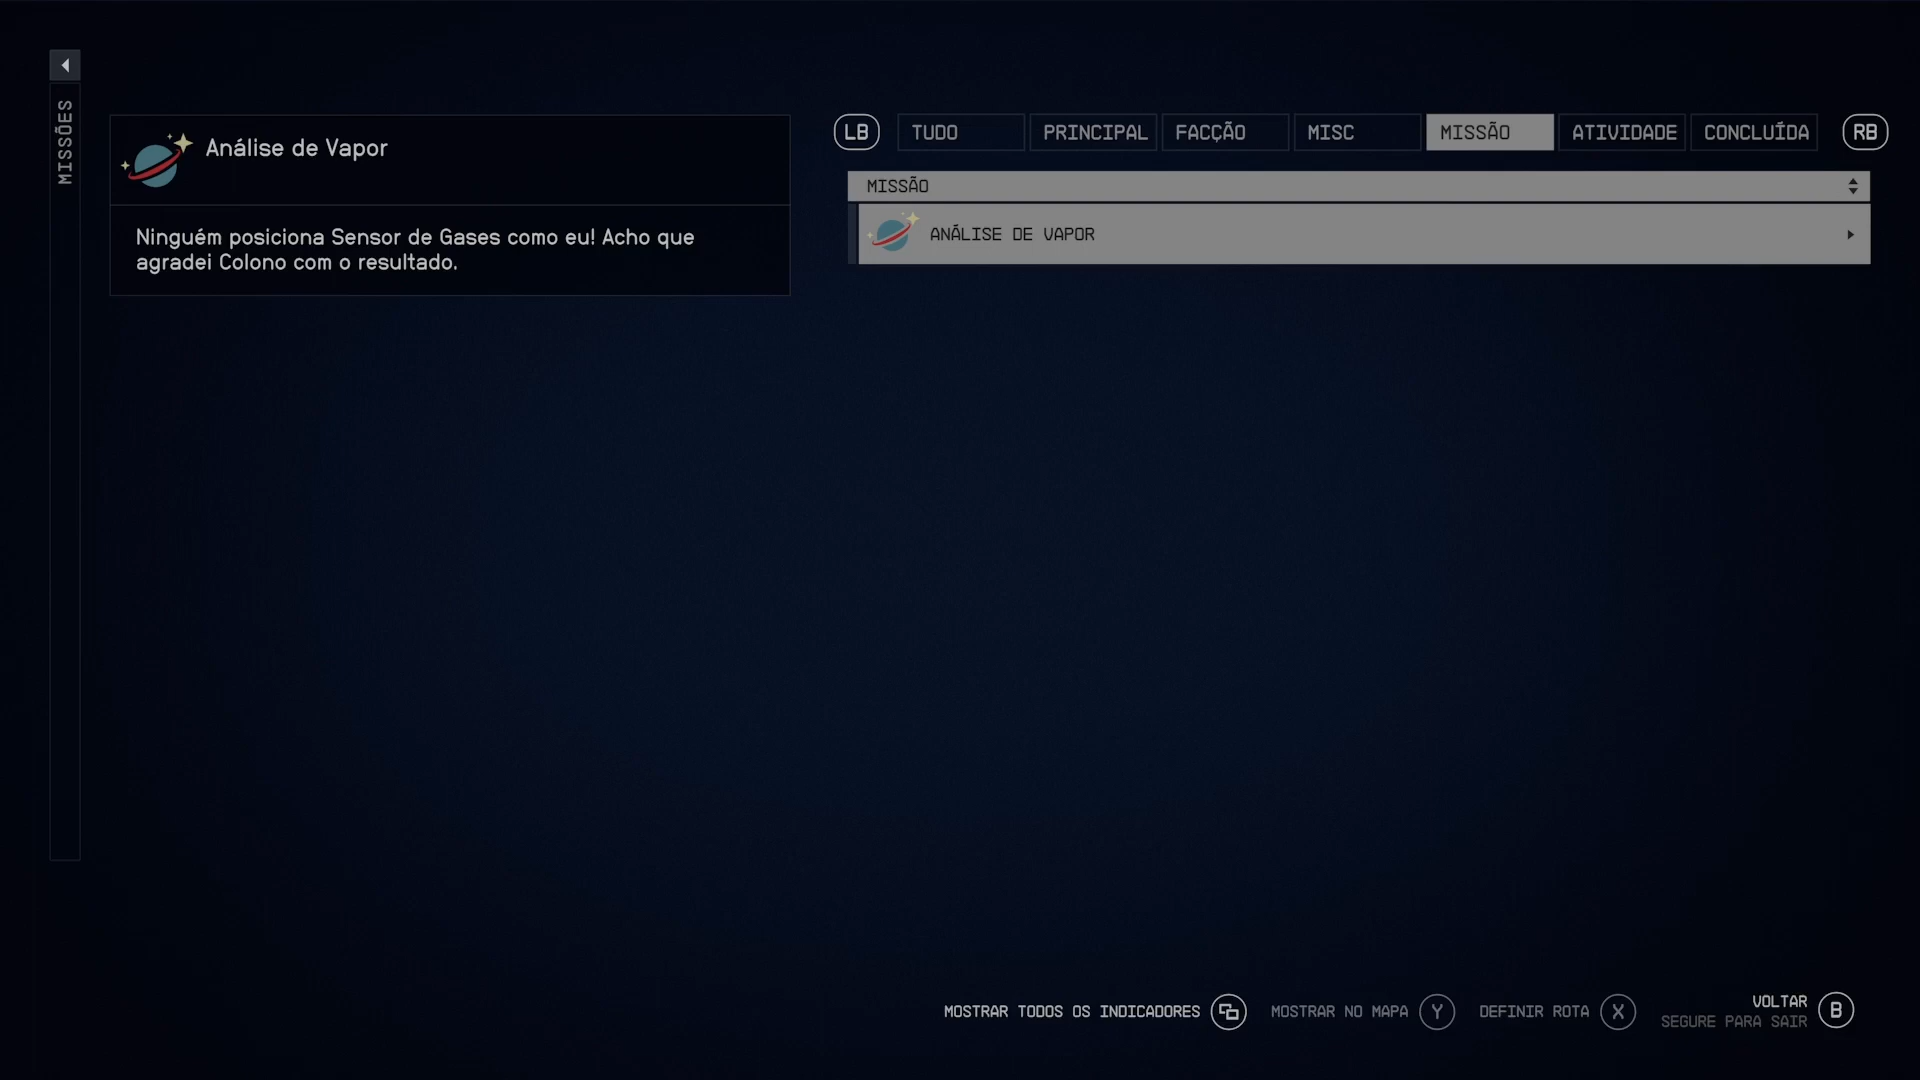 MISSÕES
Análise de Vapor
Ninguém posiciona Sensor de Gases como eu! Acho que
agradei Colono com o resultado.
LB TUDO PRINCIPAL FACÇÃO MISC MISSÃO ATIVIDADE CONCLUÍDA RB
MISSÃO
ANÁLISE DE VAPOR
MOSTRAR TODOS OS INDICADORES MOSTRAR NO MAPA Y DEFINIR ROTA X VOLTAR B
SEGURE PARA SAIR